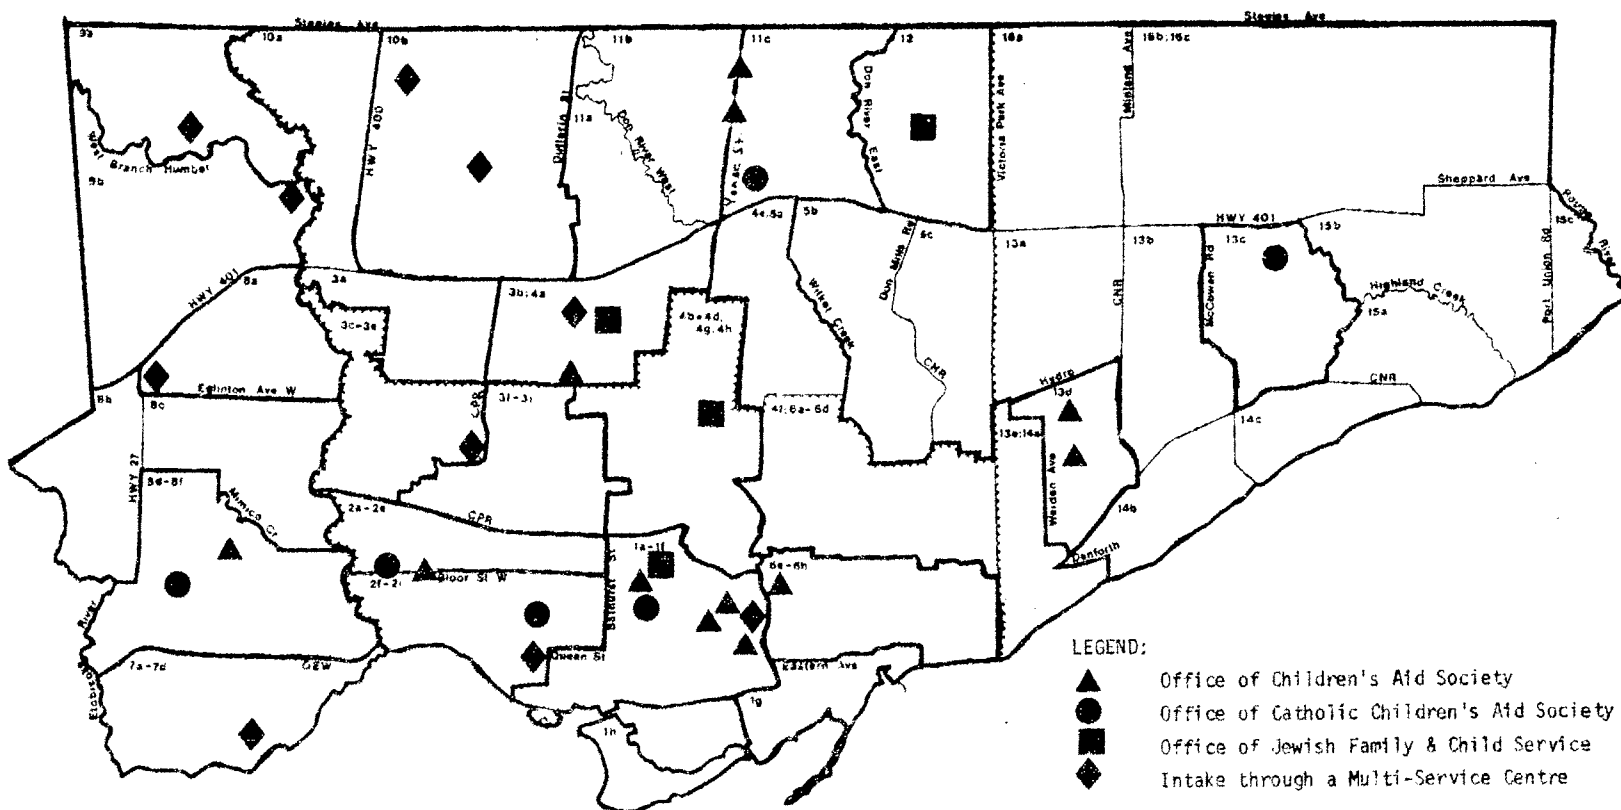 Steeles Ave
Steeles Ave
9a
10a
10b
11b
11c
12
16a
16b;16c
Midland Ave
HWY 400
Dufferin St
11a
Don River West
Yonge St
Don River East
Victoria Park Ave
West Branch Humber
9b
Sheppard Ave
Rouge River
15c
Port Union Rd
HWY 401
8a
3a
3b;4a
4e;5a
5b
5c
Don Mills Rd
13a
13b
HWY 401
13c
15b
McCowan Rd
CNR
Highland Creek
15a
3c-3e
4b-4d;
4g;4h
Wilket Creek
CNR
8b
8c
Eglinton Ave W
CPR
3f-3i
4f;6a-6d
Hydro
13d
13e;14a
Warden Ave
CNR
14c
HWY 27
8d-8f
Mimico Cr
2a-2e
CPR
14b
Danforth
1a-1f
6e-6h
2f-2i
Bloor St W
Bathurst St
Etobicoke River
7a-7d
QEW
Queen St
Eastern Ave
1g
1h
LEGEND:
Office of Children's Aid Society
Office of Catholic Children's Aid Society
Office of Jewish Family & Child Service
Intake through a Multi-Service Centre